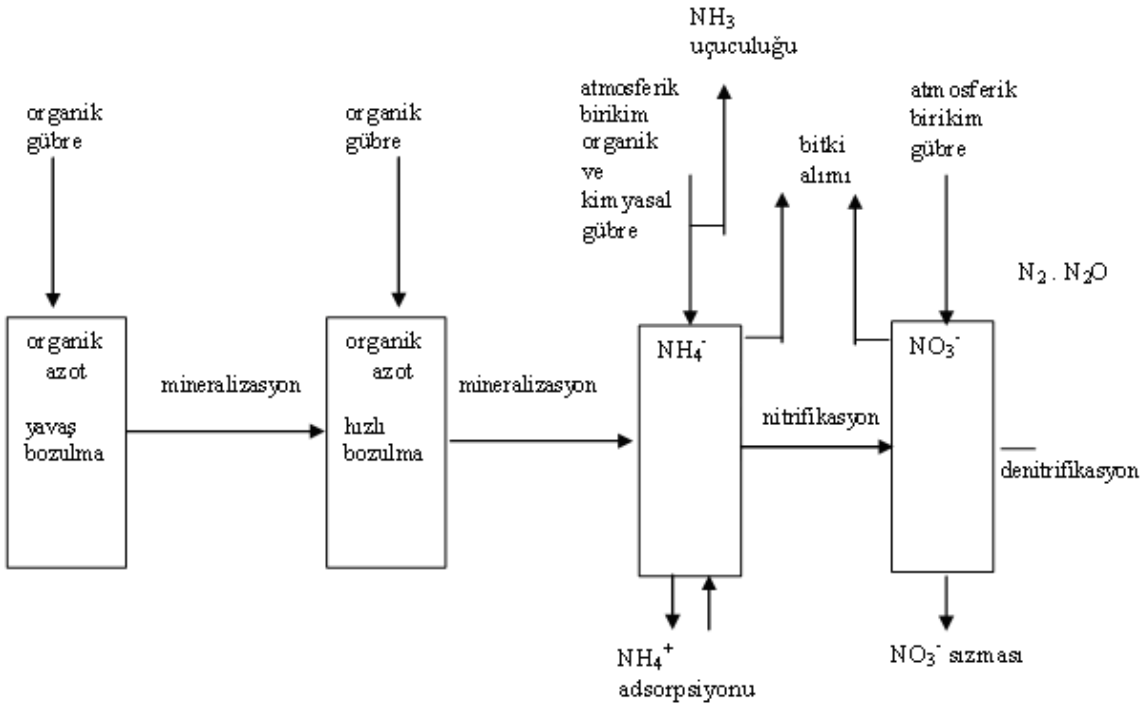 NH₃
uçuculuğu
organik
gübre
organik
gübre
atmosferik
birikim
organik
ve
kimyasal
gübre
bitki
alımı
atmosferik
birikim
gübre
N₂ . N₂O
organik
azot
yavaş
bozulma
mineralizasyon
organik
azot
hızlı
bozulma
mineralizasyon
NH₄⁻
nitrifikasyon
NO₃⁻
denitrifikasyon
NH₄⁺
adsorpsiyonu
NO₃⁻ sızması